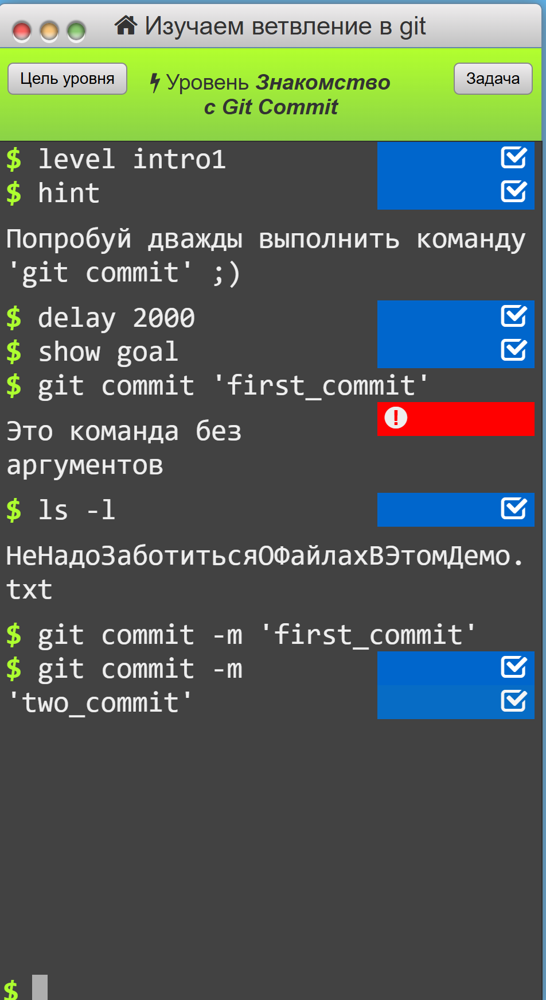 Изучаем ветвление в git
Цель уровня
Уровень Знакомство
с Git Commit
Задача
$ level intro1
$ hint
Попробуй дважды выполнить команду
'git commit' ;)
$ delay 2000
$ show goal
$ git commit 'first_commit'
Это команда без
аргументов
$ ls -l
НеНадоЗаботитьсяОФайлахВЭтомДемо.
txt
$ git commit -m 'first_commit'
$ git commit -m
'two_commit'
$